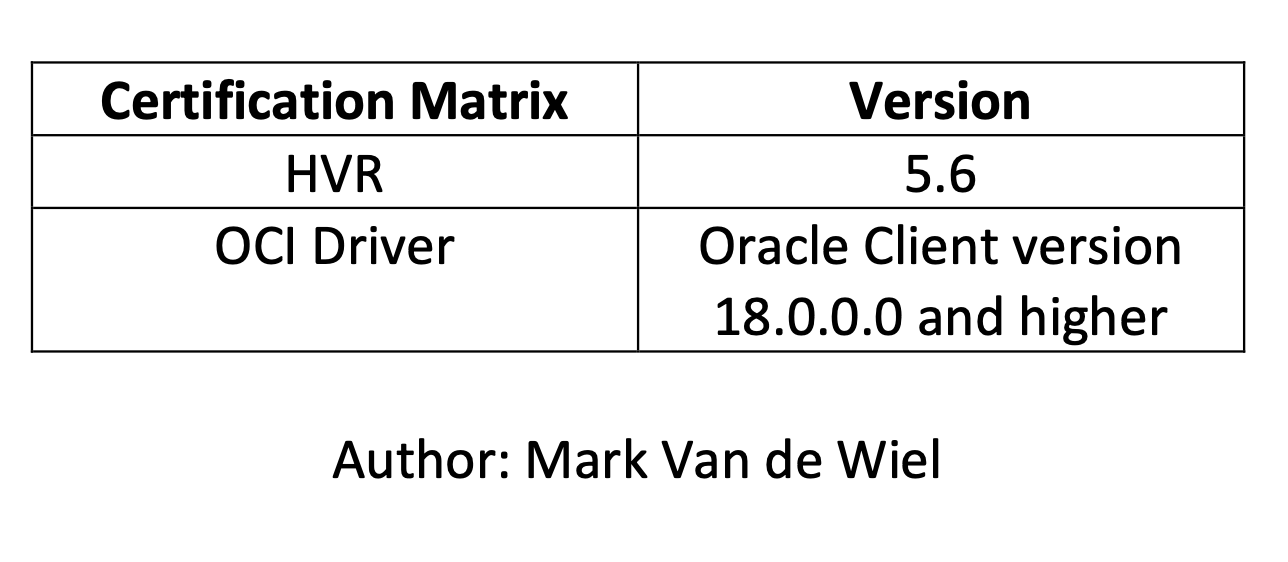 Certification Matrix Version
HVR 5.6
OCI Driver Oracle Client version
18.0.0.0 and higher
Author: Mark Van de Wiel